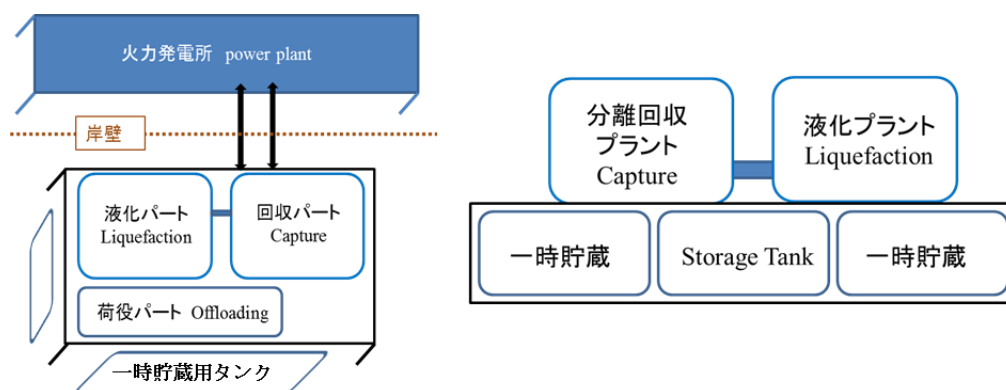 火力発電所 power plant
岸壁
液化パート
Liquefaction
回収パート
Capture
荷役パート Offloading
一時貯蔵用タンク
分離回収
プラント
Capture
液化プラント
Liquefaction
一時貯蔵
Storage Tank
一時貯蔵